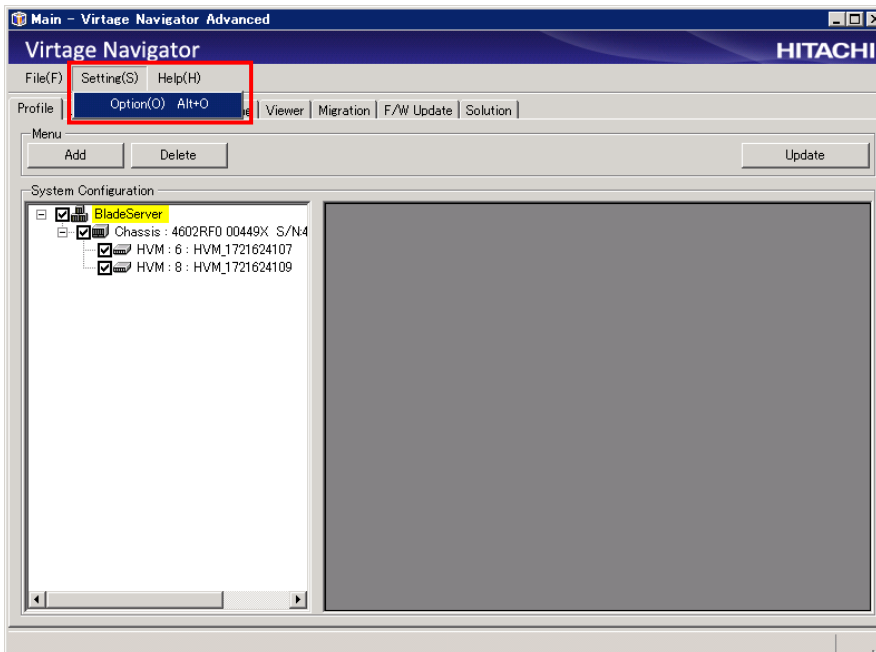 Main - Virtage Navigator Advanced
Virtage Navigator HITACHI
File(F) Setting(S) Help(H)
Option(O) Alt+O
Profile Viewer Migration F/W Update Solution
Menu
Add Delete Update
System Configuration
BladeServer
Chassis : 4602RF0 00449X S/N:4
HVM : 6 : HVM_1721624107
HVM : 8 : HVM_1721624109